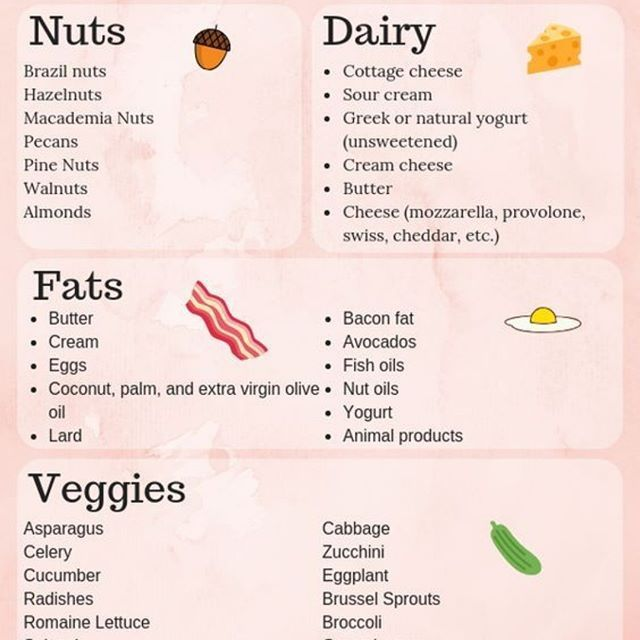 Nuts
Brazil nuts
Hazelnuts
Macademia Nuts
Pecans
Pine Nuts
Walnuts
Almonds
Dairy
• Cottage cheese
• Sour cream
• Greek or natural yogurt
(unsweetened)
• Cream cheese
• Butter
• Cheese (mozzarella, provolone,
swiss, cheddar, etc.)
Fats
• Butter
• Cream
• Eggs
• Coconut, palm, and extra virgin olive
oil
• Lard
• Bacon fat
• Avocados
• Fish oils
• Nut oils
• Yogurt
• Animal products
Veggies
Asparagus
Celery
Cucumber
Radishes
Romaine Lettuce
Cabbage
Zucchini
Eggplant
Brussel Sprouts
Broccoli